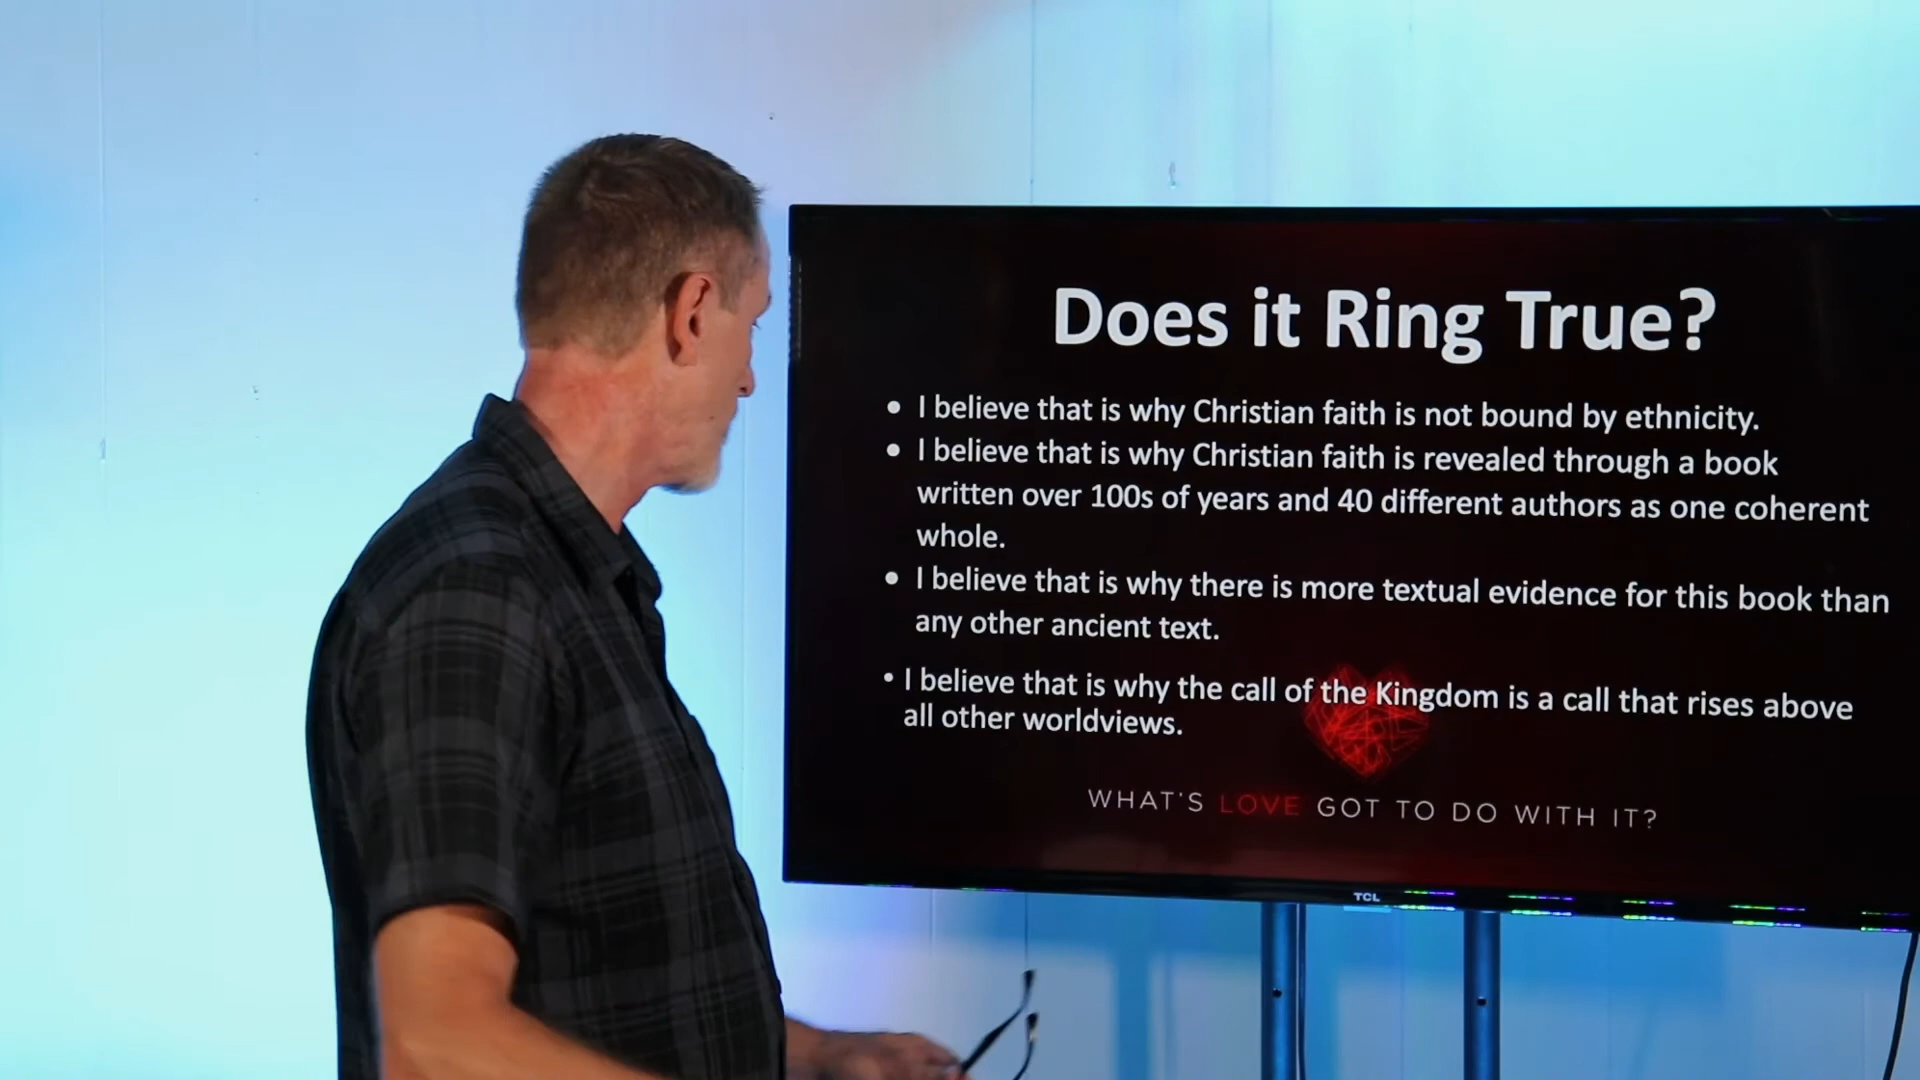 Does it Ring True?
• I believe that is why Christian faith is not bound by ethnicity.
• I believe that is why Christian faith is revealed through a book
written over 100s of years and 40 different authors as one coherent
whole.
• I believe that is why there is more textual evidence for this book than
any other ancient text.
• I believe that is why the call of the Kingdom is a call that rises above
all other worldviews.
WHAT'S LOVE GOT TO DO WITH IT?
TCL